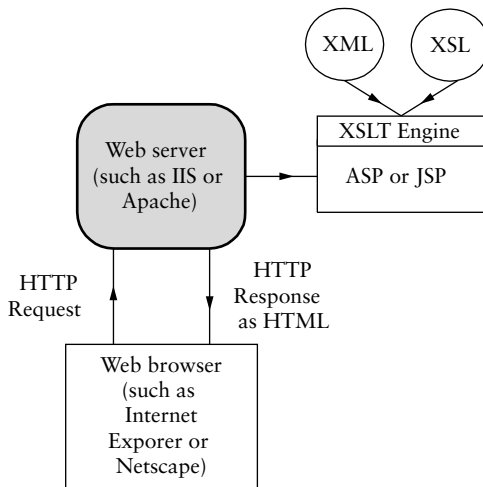 XML
XSL
XSLT Engine
ASP or JSP
Web server
(such as IIS or
Apache)
HTTP
Request
HTTP
Response
as HTML
Web browser
(such as
Internet
Exporer or
Netscape)